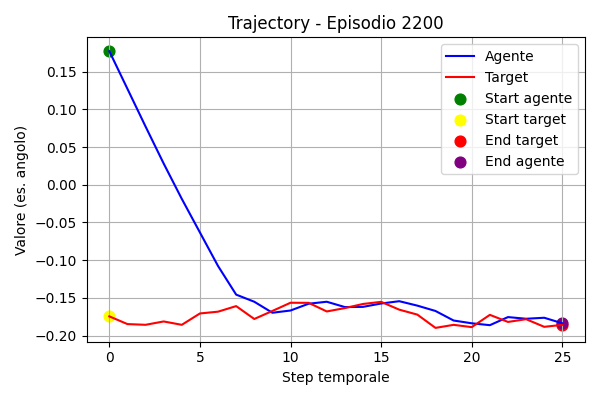 Trajectory - Episodio 2200
Valore (es. angolo)
0.15
0.10
0.05
0.00
−0.05
−0.10
−0.15
−0.20
Agente
Target
Start agente
Start target
End target
End agente
0 5 10 15 20 25
Step temporale